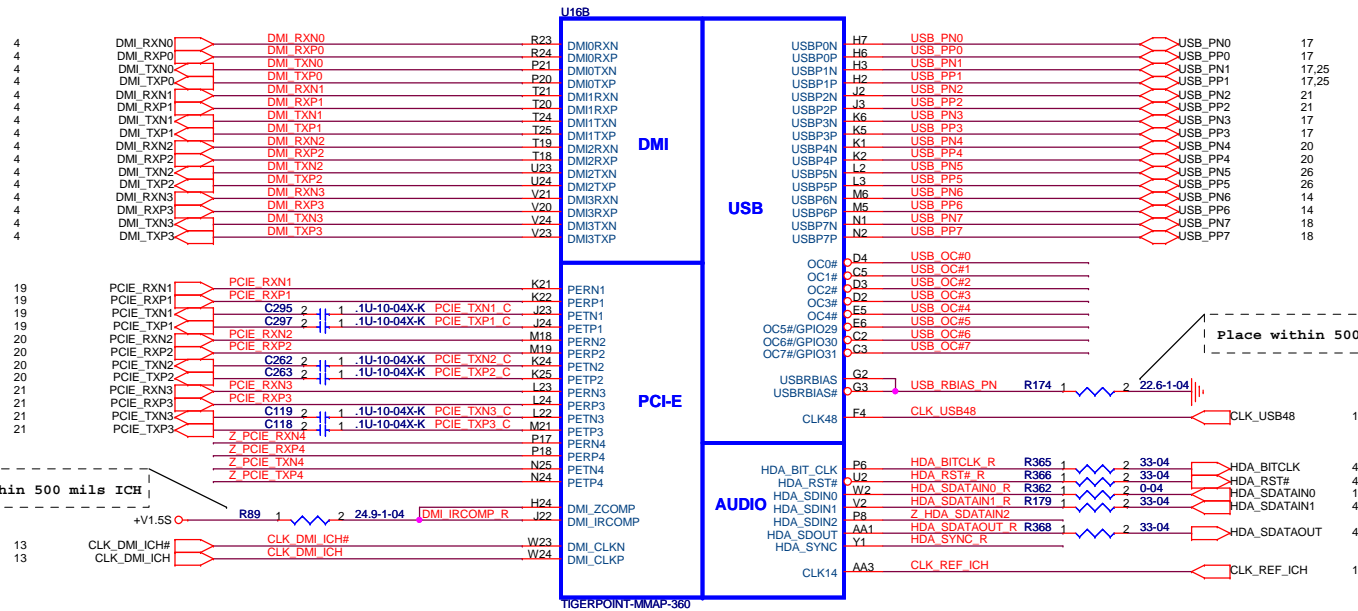 U16B
4 DMI_RXN0 DMI_RXN0 R23 DMI0RXN USBP0N H7 USB_PN0 USB_PN0 17
4 DMI_RXP0 DMI_RXP0 R24 DMI0RXP USBP0P H6 USB_PP0 USB_PP0 17
4 DMI_TXN0 DMI_TXN0 P21 DMI0TXN USBP1N H3 USB_PN1 USB_PN1 17,25
4 DMI_TXP0 DMI_TXP0 P20 DMI0TXP USBP1P H2 USB_PP1 USB_PP1 17,25
4 DMI_RXN1 DMI_RXN1 T21 DMI1RXN USBP2N J2 USB_PN2 USB_PN2 21
4 DMI_RXP1 DMI_RXP1 T20 DMI1RXP USBP2P J3 USB_PP2 USB_PP2 21
4 DMI_TXN1 DMI_TXN1 T24 DMI1TXN USBP3N K6 USB_PN3 USB_PN3 17
4 DMI_TXP1 DMI_TXP1 T25 DMI1TXP USBP3P K5 USB_PP3 USB_PP3 17
DMI
4 DMI_RXN2 DMI_RXN2 T19 DMI2RXN USBP4N K1 USB_PN4 USB_PN4 20
4 DMI_RXP2 DMI_RXP2 T18 DMI2RXP USBP4P K2 USB_PP4 USB_PP4 20
4 DMI_TXN2 DMI_TXN2 U23 DMI2TXN USBP5N L2 USB_PN5 USB_PN5 26
4 DMI_TXP2 DMI_TXP2 U24 DMI2TXP USBP5P L3 USB_PP5 USB_PP5 26
4 DMI_RXN3 DMI_RXN3 V21 DMI3RXN USBP6N M6 USB_PN6 USB_PN6 14
4 DMI_RXP3 DMI_RXP3 V20 DMI3RXP USB USBP6P M5 USB_PP6 USB_PP6 14
4 DMI_TXN3 DMI_TXN3 V24 DMI3TXN USBP7N N1 USB_PN7 USB_PN7 18
4 DMI_TXP3 DMI_TXP3 V23 DMI3TXP USBP7P N2 USB_PP7 USB_PP7 18
OC0# D4 USB_OC#0
OC1# C5 USB_OC#1
19 PCIE_RXN1 PCIE_RXN1 K21 PERN1 OC2# D3 USB_OC#2
19 PCIE_RXP1 PCIE_RXP1 K22 PERP1 OC3# D2 USB_OC#3
19 PCIE_TXN1 C295 2 1 .1U-10-04X-K PCIE_TXN1_C J23 PETN1 OC4# E5 USB_OC#4
19 PCIE_TXP1 C297 2 1 .1U-10-04X-K PCIE_TXP1_C J24 PETP1 OC5#/GPIO29 E6 USB_OC#5
20 PCIE_RXN2 PCIE_RXN2 M18 PERN2 OC6#/GPIO30 C2 USB_OC#6
20 PCIE_RXP2 PCIE_RXP2 M19 PERP2 OC7#/GPIO31 C3 USB_OC#7
Place within 500
20 PCIE_TXN2 C262 2 1 .1U-10-04X-K PCIE_TXN2_C K24 PETN2
20 PCIE_TXP2 C263 2 1 .1U-10-04X-K PCIE_TXP2_C K25 PETP2 USBRBIAS G2
21 PCIE_RXN3 PCIE_RXN3 L23 PERN3 USBRBIAS# G3 USB_RBIAS_PN R174 1 2 22.6-1-04
21 PCIE_RXP3 PCIE_RXP3 L24 PERP3 PCI-E
21 PCIE_TXN3 C119 2 1 .1U-10-04X-K PCIE_TXN3_C L22 PETN3 CLK48 F4 CLK_USB48 CLK_USB48 1
21 PCIE_TXP3 C118 2 1 .1U-10-04X-K PCIE_TXP3_C M21 PETP3
Z_PCIE_RXN4 P17 PERN4
Z_PCIE_RXP4 P18 PERP4
Z_PCIE_TXN4 N25 PETN4 HDA_BIT_CLK P6 HDA_BITCLK_R R365 1 2 33-04 HDA_BITCLK 4
Z_PCIE_TXP4 N24 PETP4 HDA_RST# U2 HDA_RST#_R R366 1 2 33-04 HDA_RST# 4
hin 500 mils ICH
HDA_SDIN0 W2 HDA_SDATAIN0_R R362 1 2 0-04 HDA_SDATAIN0 1
H24 DMI_ZCOMP AUDIO HDA_SDIN1 V2 HDA_SDATAIN1_R R179 1 2 33-04 HDA_SDATAIN1 4
+V1.5S R89 1 2 24.9-1-04 DMI_IRCOMP_R J22 DMI_IRCOMP HDA_SDIN2 P8 Z_HDA_SDATAIN2
HDA_SDOUT AA1 HDA_SDATAOUT_R R368 1 2 33-04 HDA_SDATAOUT 4
13 CLK_DMI_ICH# CLK_DMI_ICH# W23 DMI_CLKN HDA_SYNC Y1 HDA_SYNC_R
13 CLK_DMI_ICH CLK_DMI_ICH W24 DMI_CLKP
CLK14 AA3 CLK_REF_ICH CLK_REF_ICH 1
TIGERPOINT-MMAP-360